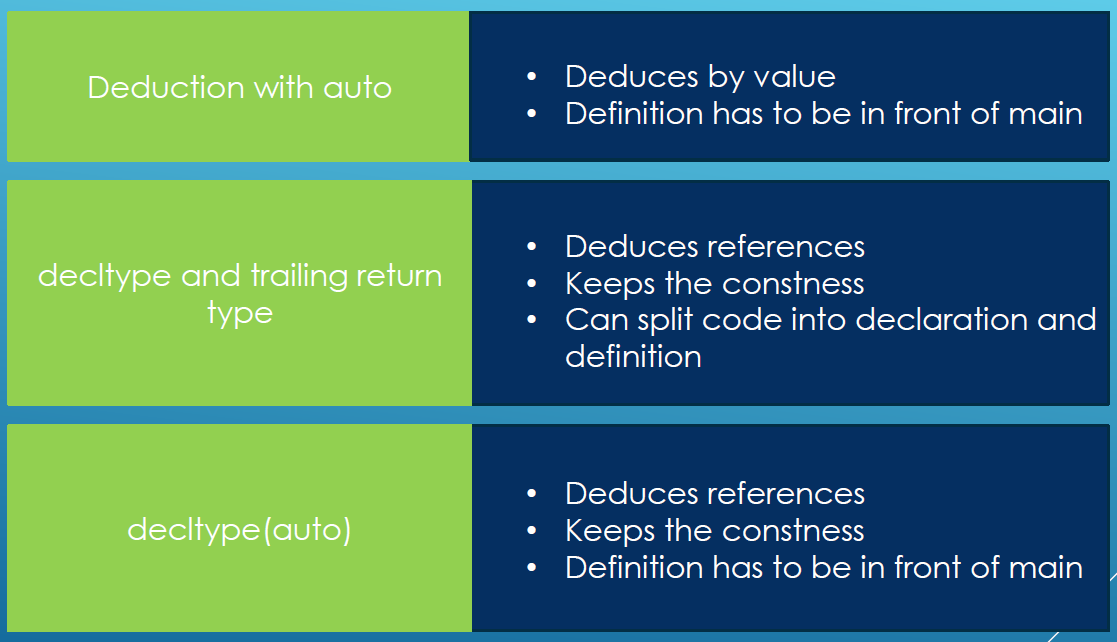 Deduction with auto
• Deduces by value
• Definition has to be in front of main
decltype and trailing return
type
• Deduces references
• Keeps the constness
• Can split code into declaration and
definition
decltype(auto)
• Deduces references
• Keeps the constness
• Definition has to be in front of main